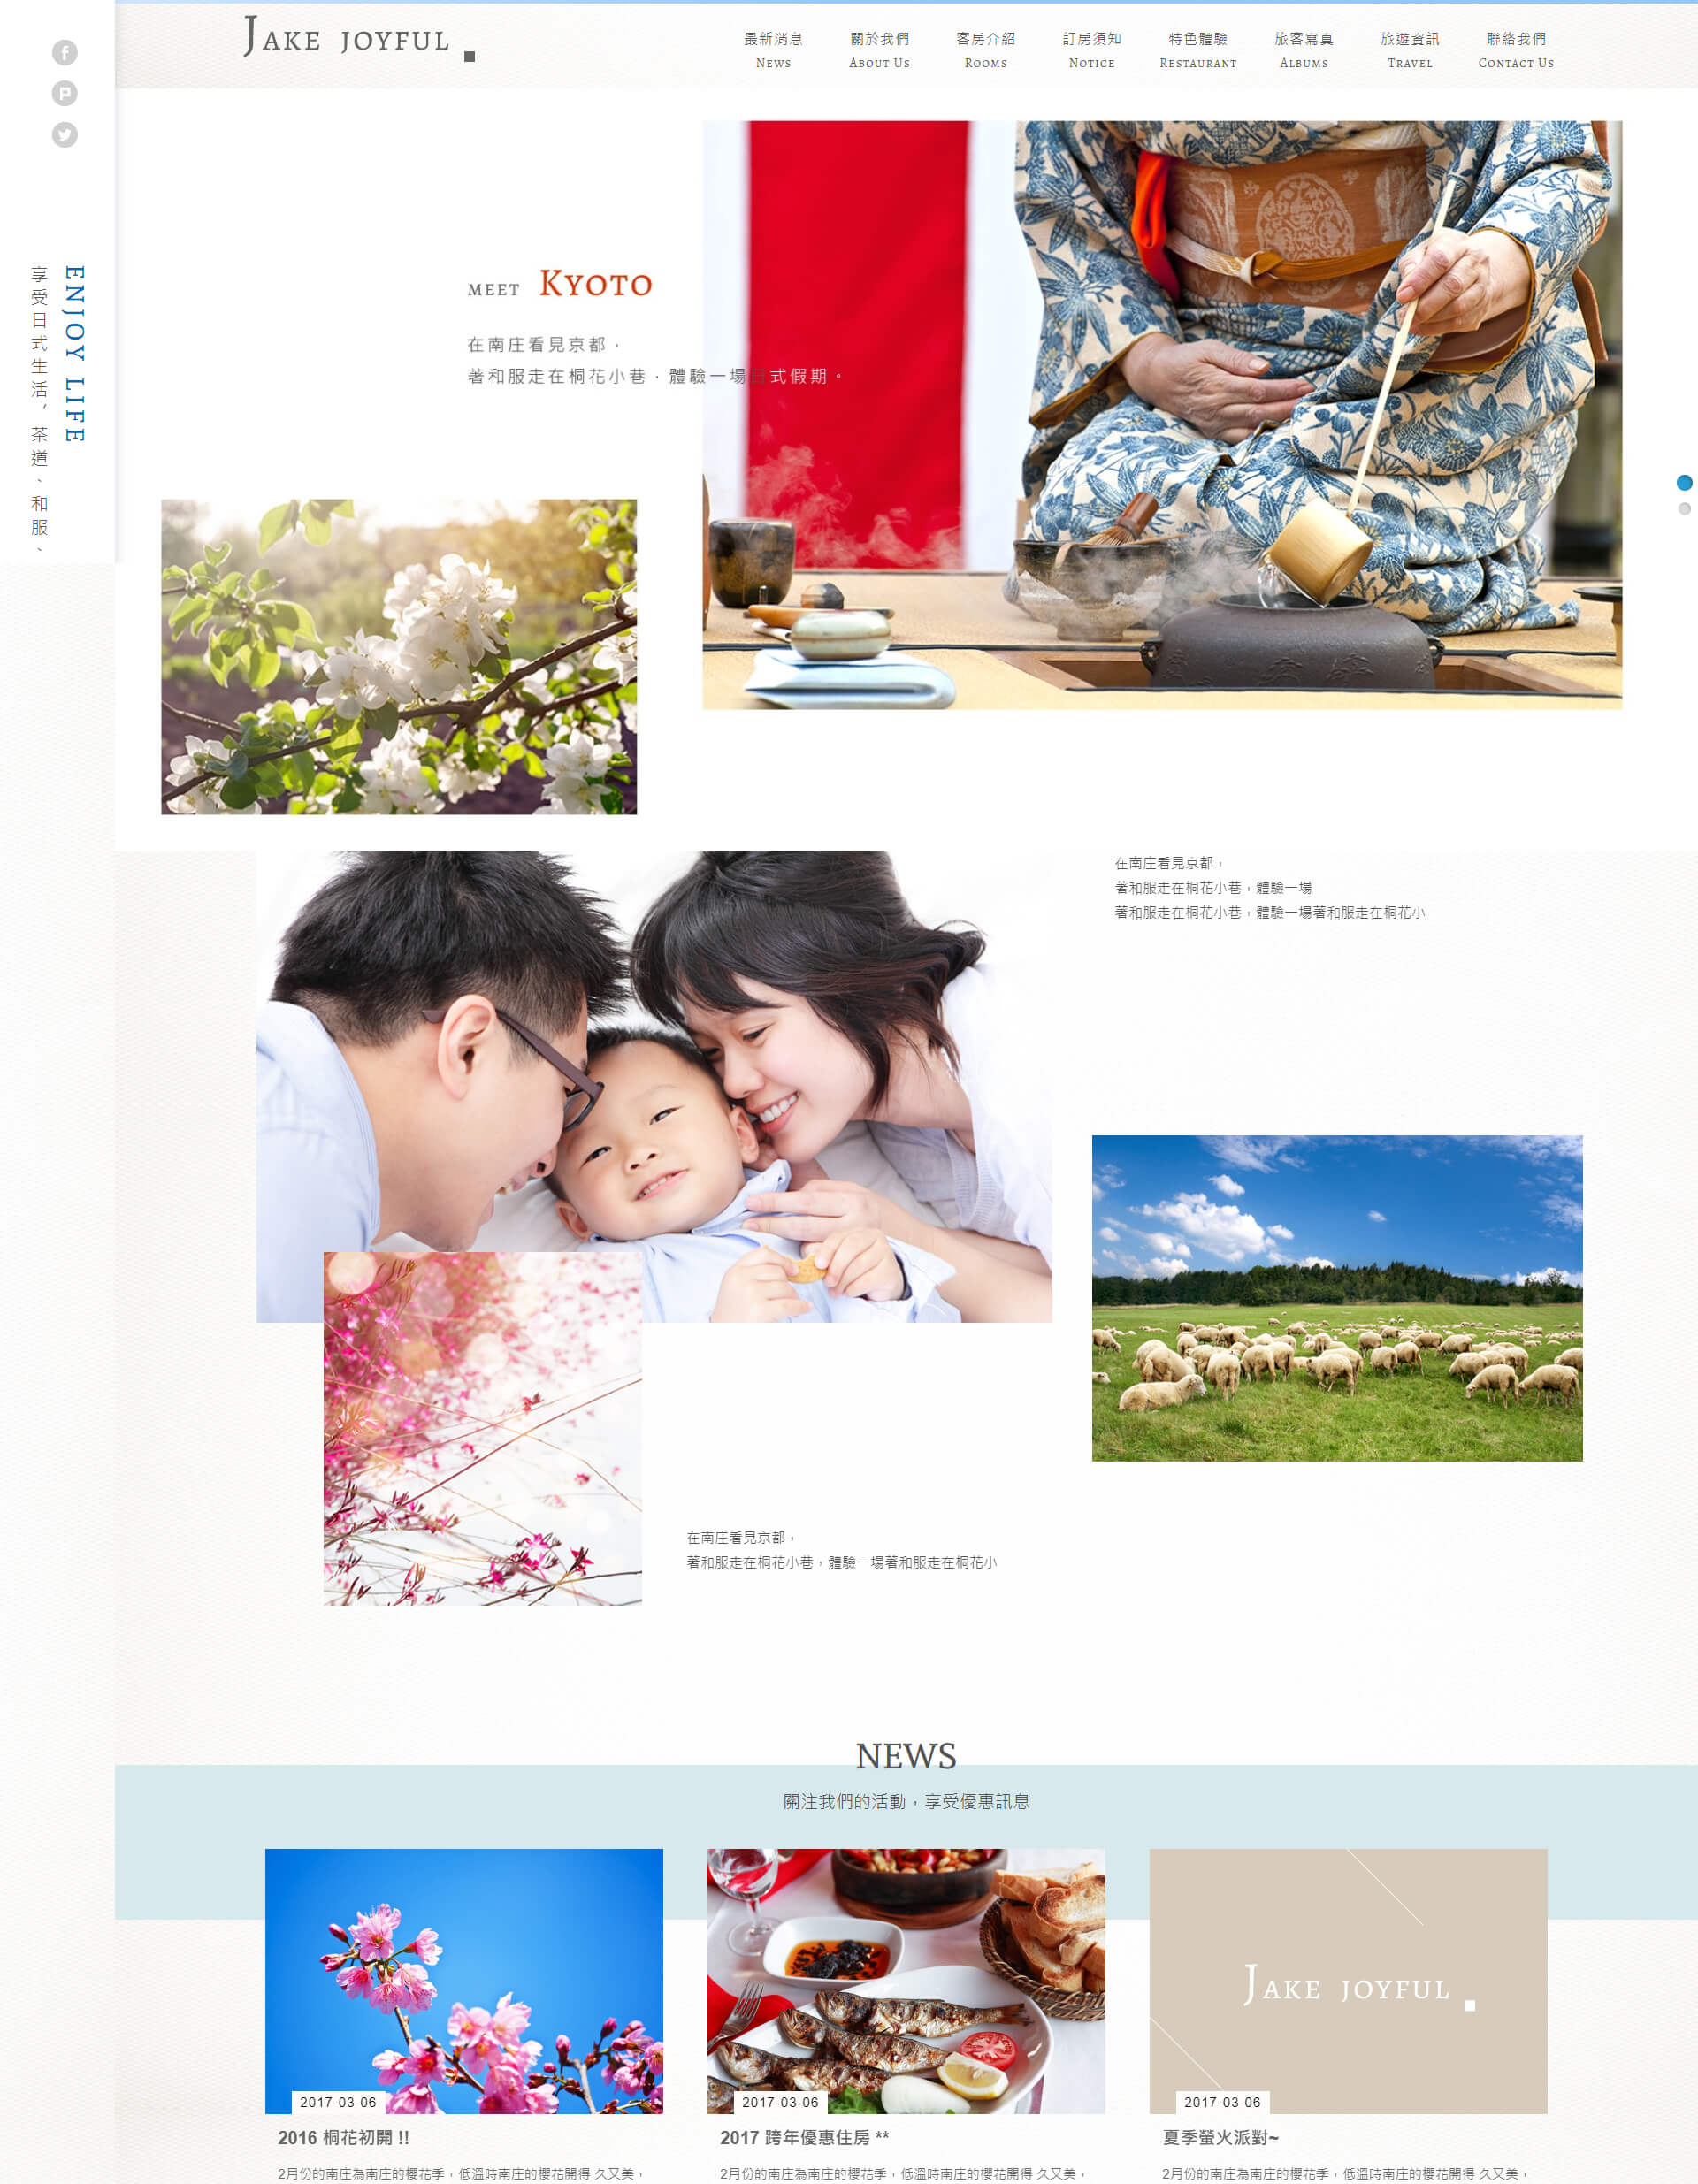 JAKE JOYFUL
最新消息
NEWS
關於我們
ABOUT US
客房介紹
ROOMS
訂房須知
NOTICE
特色體驗
RESTAURANT
旅客寫真
ALBUMS
旅遊資訊
TRAVEL
聯絡我們
CONTACT US
ENJOY LIFE
享受日式生活，茶道、和服、
MEET KYOTO
在南庄看見京都，
著和服走在桐花小巷，體驗一場日式假期。
在南庄看見京都，
著和服走在桐花小巷，體驗一場
著和服走在桐花小巷，體驗一場著和服走在桐花小
在南庄看見京都，
著和服走在桐花小巷，體驗一場著和服走在桐花小
NEWS
關注我們的活動，享受優惠訊息
JAKE JOYFUL
2017-03-06
2016 桐花初開 !!
2月份的南庄為南庄的櫻花季，低溫時南庄的櫻花開得 久又美，
2017-03-06
2017 跨年優惠住房 **
2月份的南庄為南庄的櫻花季，低溫時南庄的櫻花開得 久又美，
2017-03-06
夏季螢火派對~
2月份的南庄為南庄的櫻花季，低溫時南庄的櫻花開得 久又美，